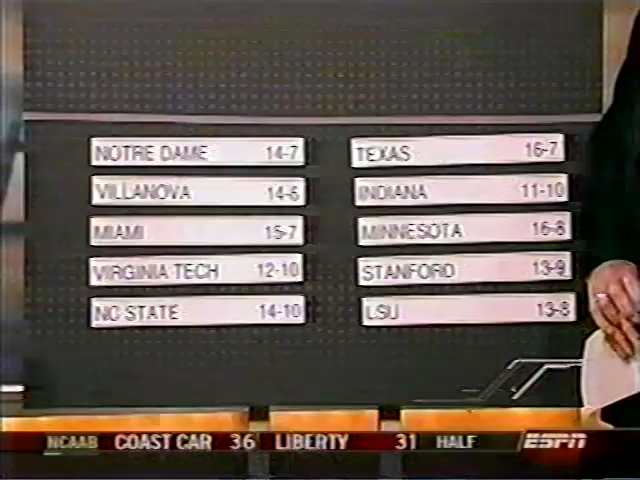 NOTRE DAME 14-7
VILLANOVA 14-6
MIAMI 15-7
VIRGINIA TECH 12-10
NC STATE 14-10
TEXAS 16-7
INDIANA 11-10
MINNESOTA 16-8
STANFORD 13-9
LSU 13-8
NCAAB COAST CAR 36 LIBERTY 31 HALF ESPN